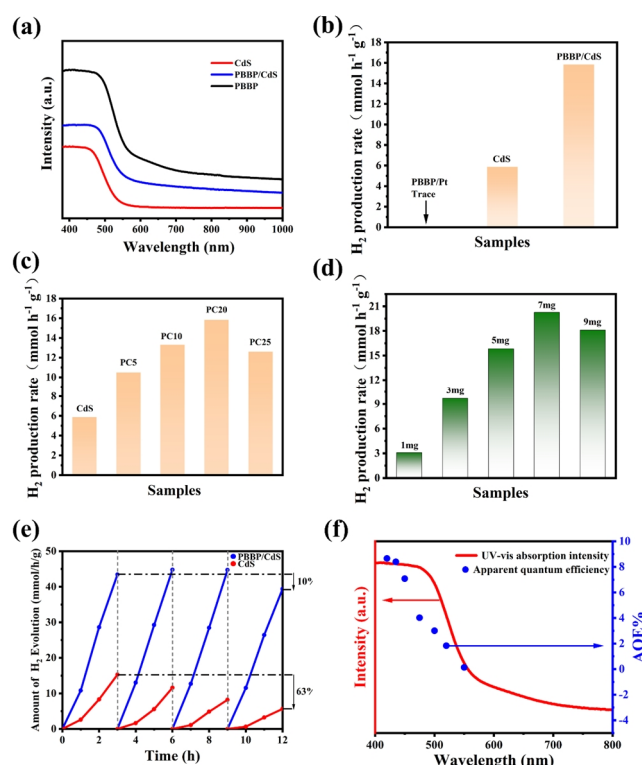 (a)
Intensity (a.u.)
CdS
PBBP/CdS
PBBP
400 500 600 700 800 900 1000
Wavelength (nm)
(b)
H2 production rate（mmol h-1 g-1)
18
16
14
12
10
8
6
4
2
0
PBBP/Pt
Trace
CdS
PBBP/CdS
Samples
(c)
H2 production rate（mmol h-1 g-1)
18
16
14
12
10
8
6
4
2
0
CdS
PC5
PC10
PC20
PC25
Samples
(d)
H2 production rate（mmol h-1 g-1)
21
18
15
12
9
6
3
0
1mg
3mg
5mg
7mg
9mg
Samples
(e)
Amount of H2 Evolution (mmol/h/g)
50
40
30
20
10
0
PBBP/CdS
CdS
10%
63%
0 2 4 6 8 10 12
Time (h)
(f)
Intensity (a.u.)
UV-vis absorption intensity
Apparent quantum efficiency
10
8
6
4
2
0
-2
-4
AQE%
400 500 600 700 800
Wavelength (nm)